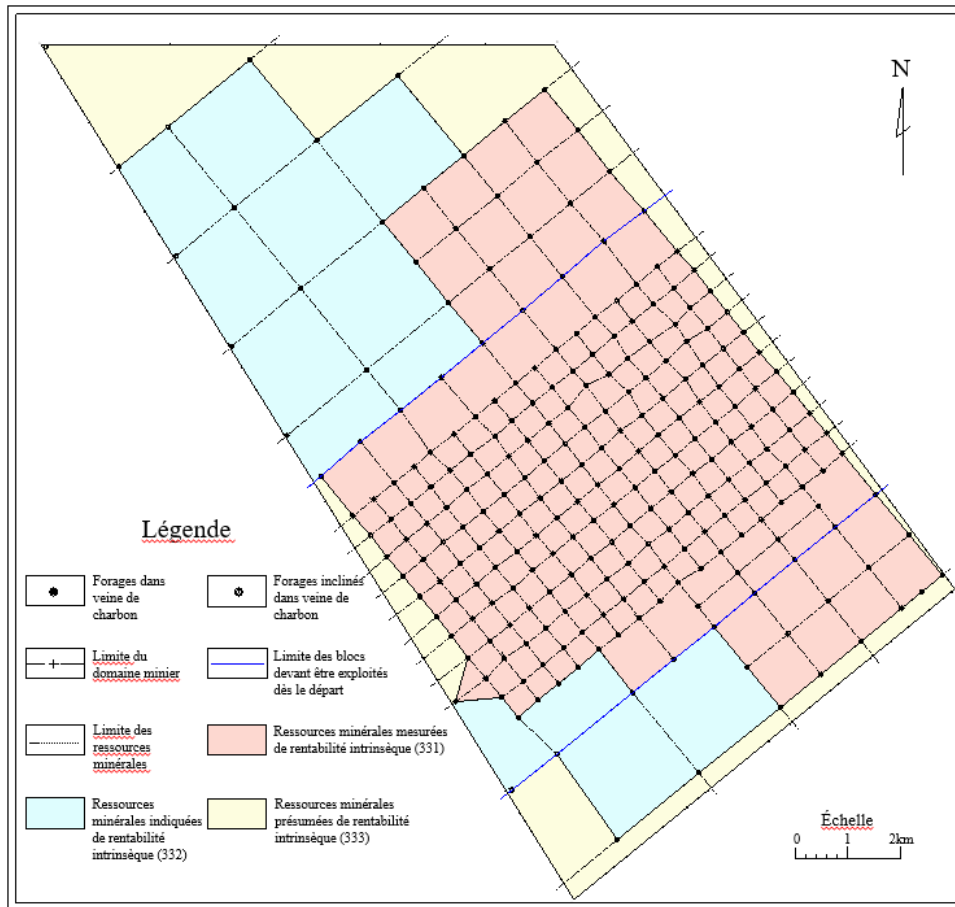 N
Légende
Forages dans
veine de
charbon
Forages inclinés
dans veine de
charbon
Limite du
domaine minier
Limite des blocs
devant être exploités
dès le départ
Limite des
ressources
minérales
Ressources minérales mesurées
de rentabilité intrinsèque (331)
Ressources
minérales indiquées
de rentabilité
intrinsèque (332)
Ressources minérales
présumées de rentabilité
intrinsèque (333)
Échelle
0 1 2km